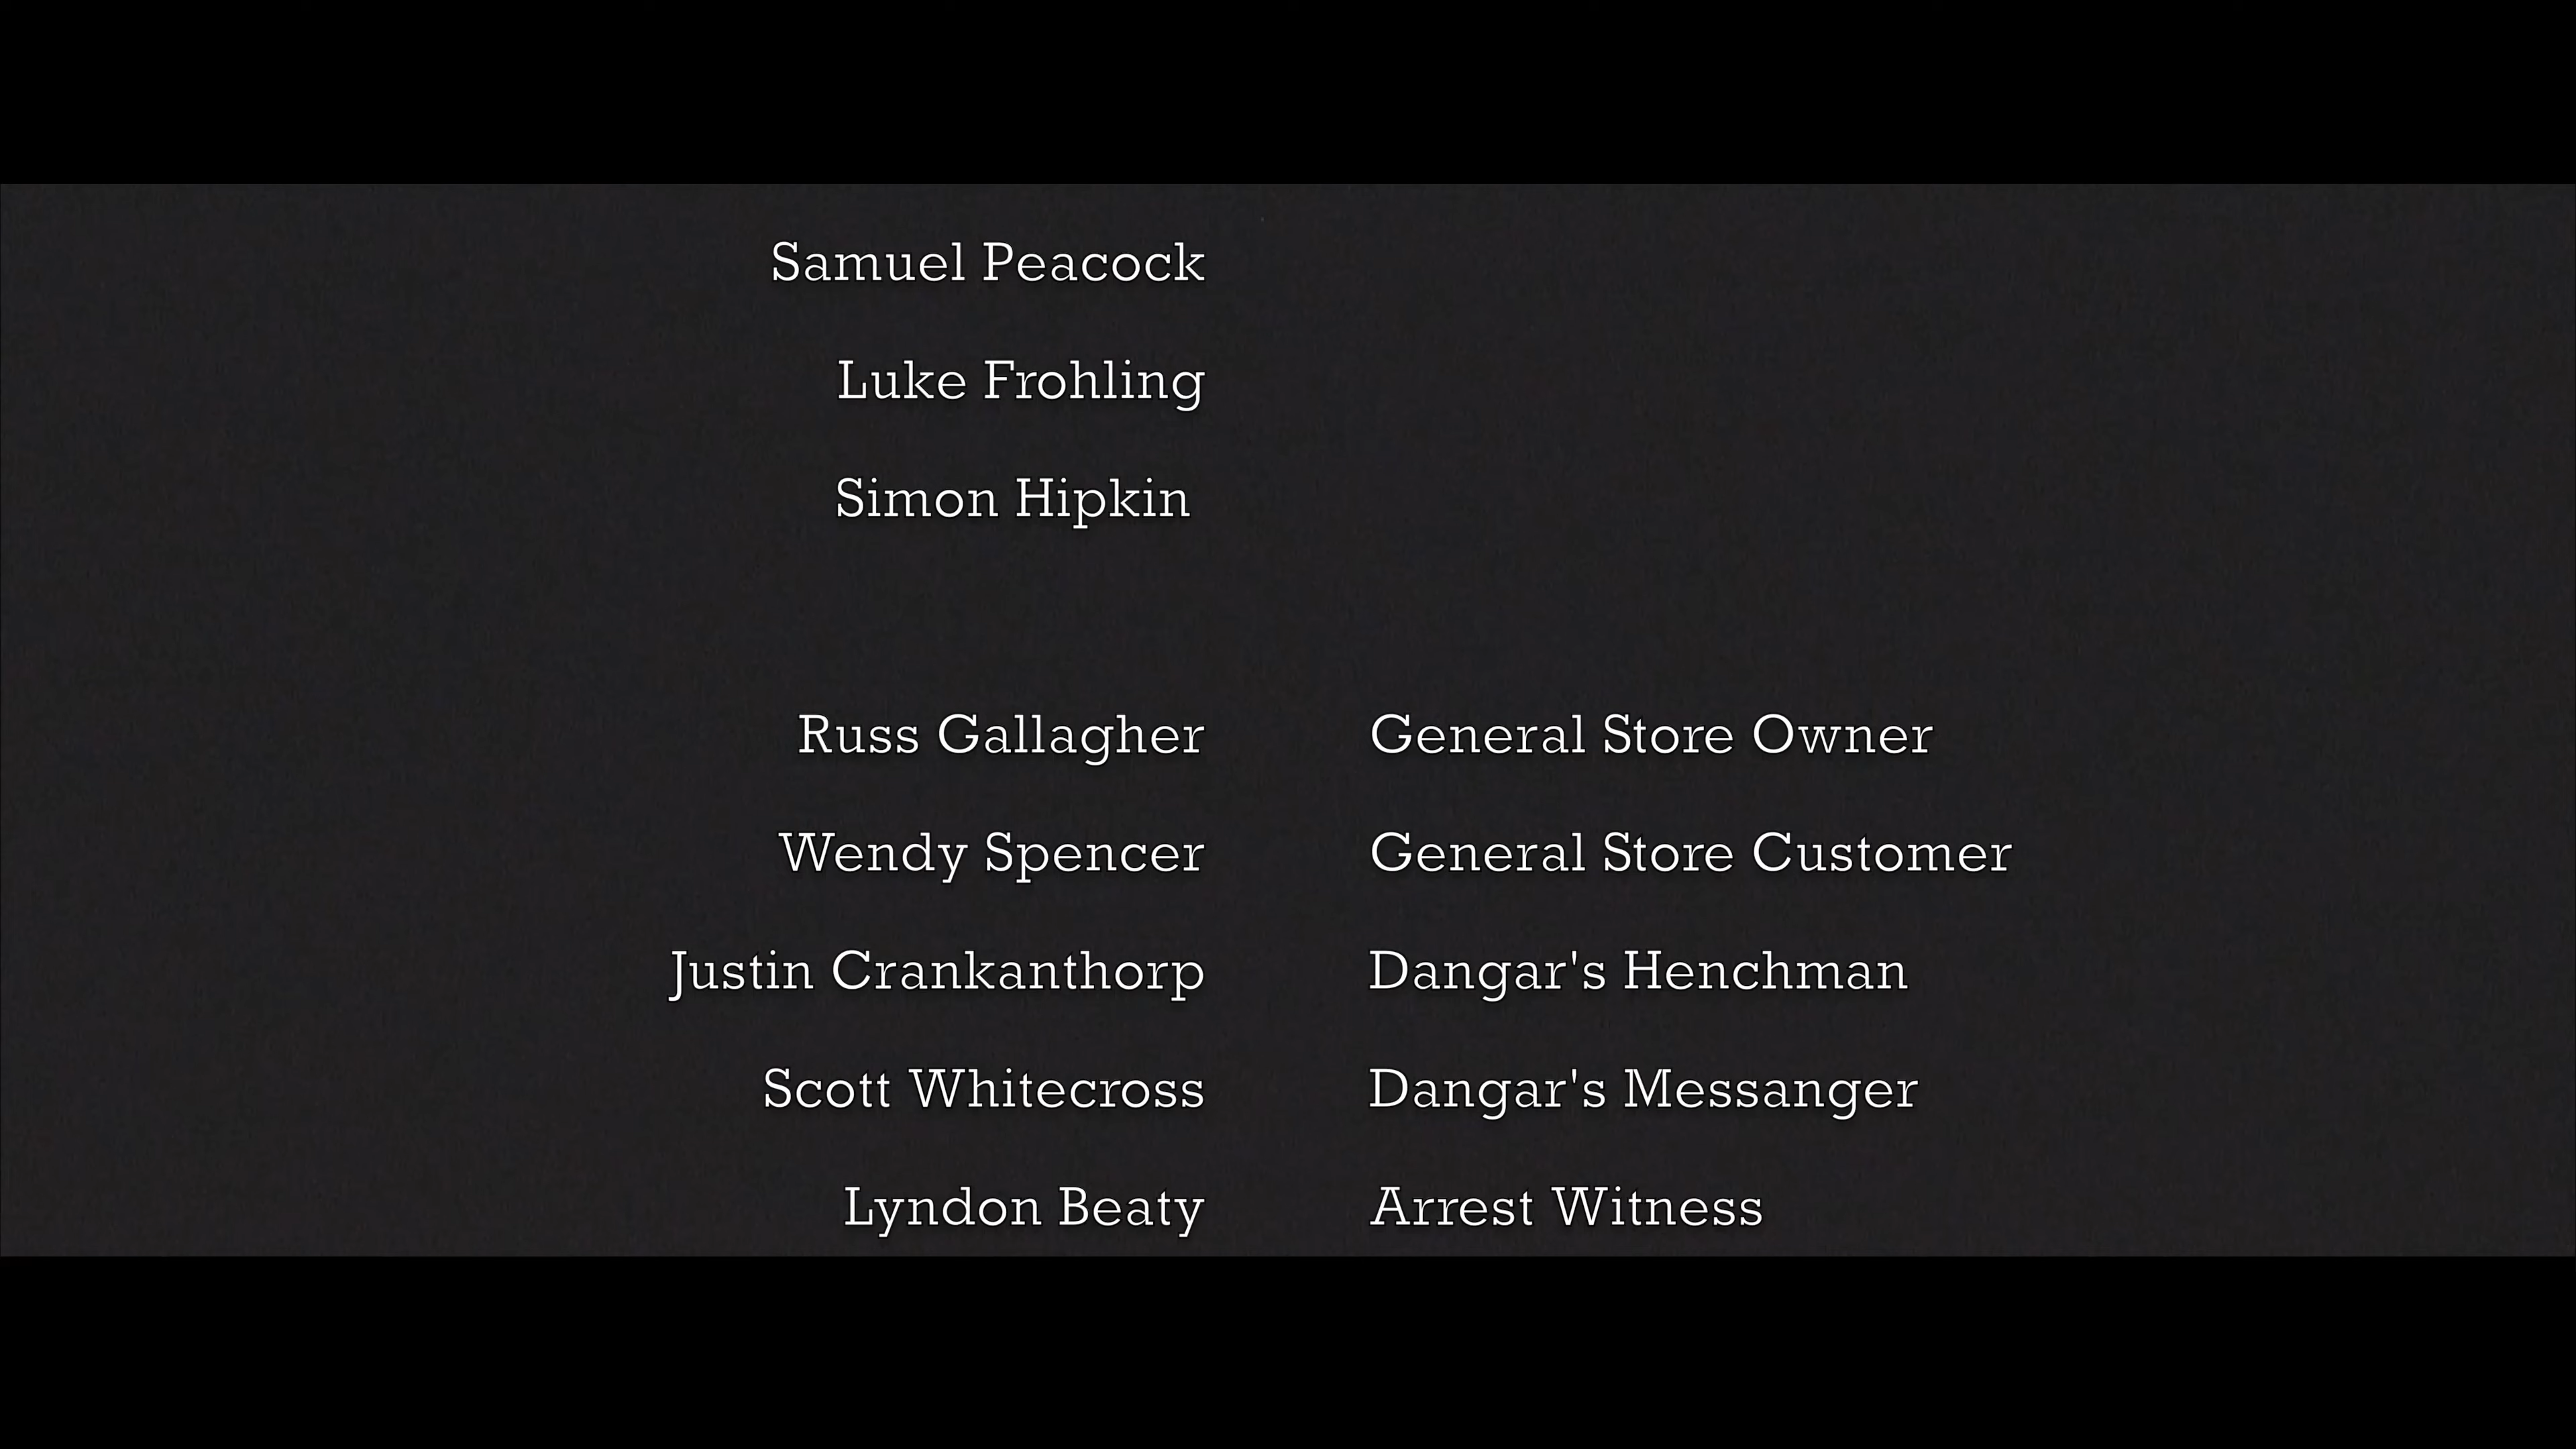 Samuel Peacock
Luke Frohling
Simon Hipkin
Russ Gallagher General Store Owner
Wendy Spencer General Store Customer
Justin Crankanthorp Dangar's Henchman
Scott Whitecross Dangar's Messanger
Lyndon Beaty Arrest Witness